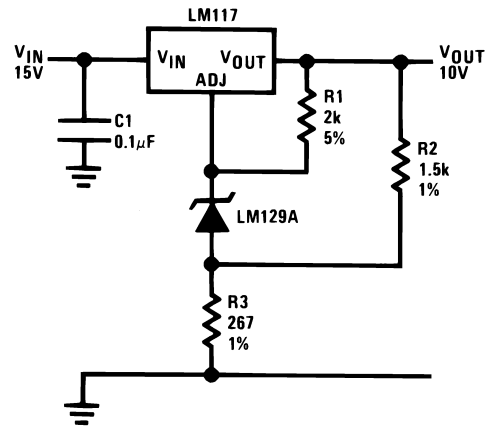 LM117
VIN
15V
VIN
VOUT
ADJ
VOUT
10V
C1
0.1μF
R1
2k
5%
R2
1.5k
1%
LM129A
R3
267
1%